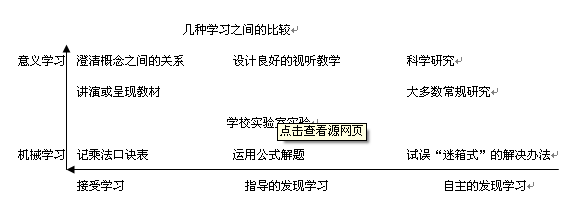 几种学习之间的比较
意义学习 澄清概念之间的关系 设计良好的视听教学 科学研究
讲演或呈现教材 大多数常规研究
学校实验室实验
点击查看源网页
机械学习 记乘法口诀表 运用公式解题 试误“迷箱式”的解决办法
接受学习 指导的发现学习 自主的发现学习